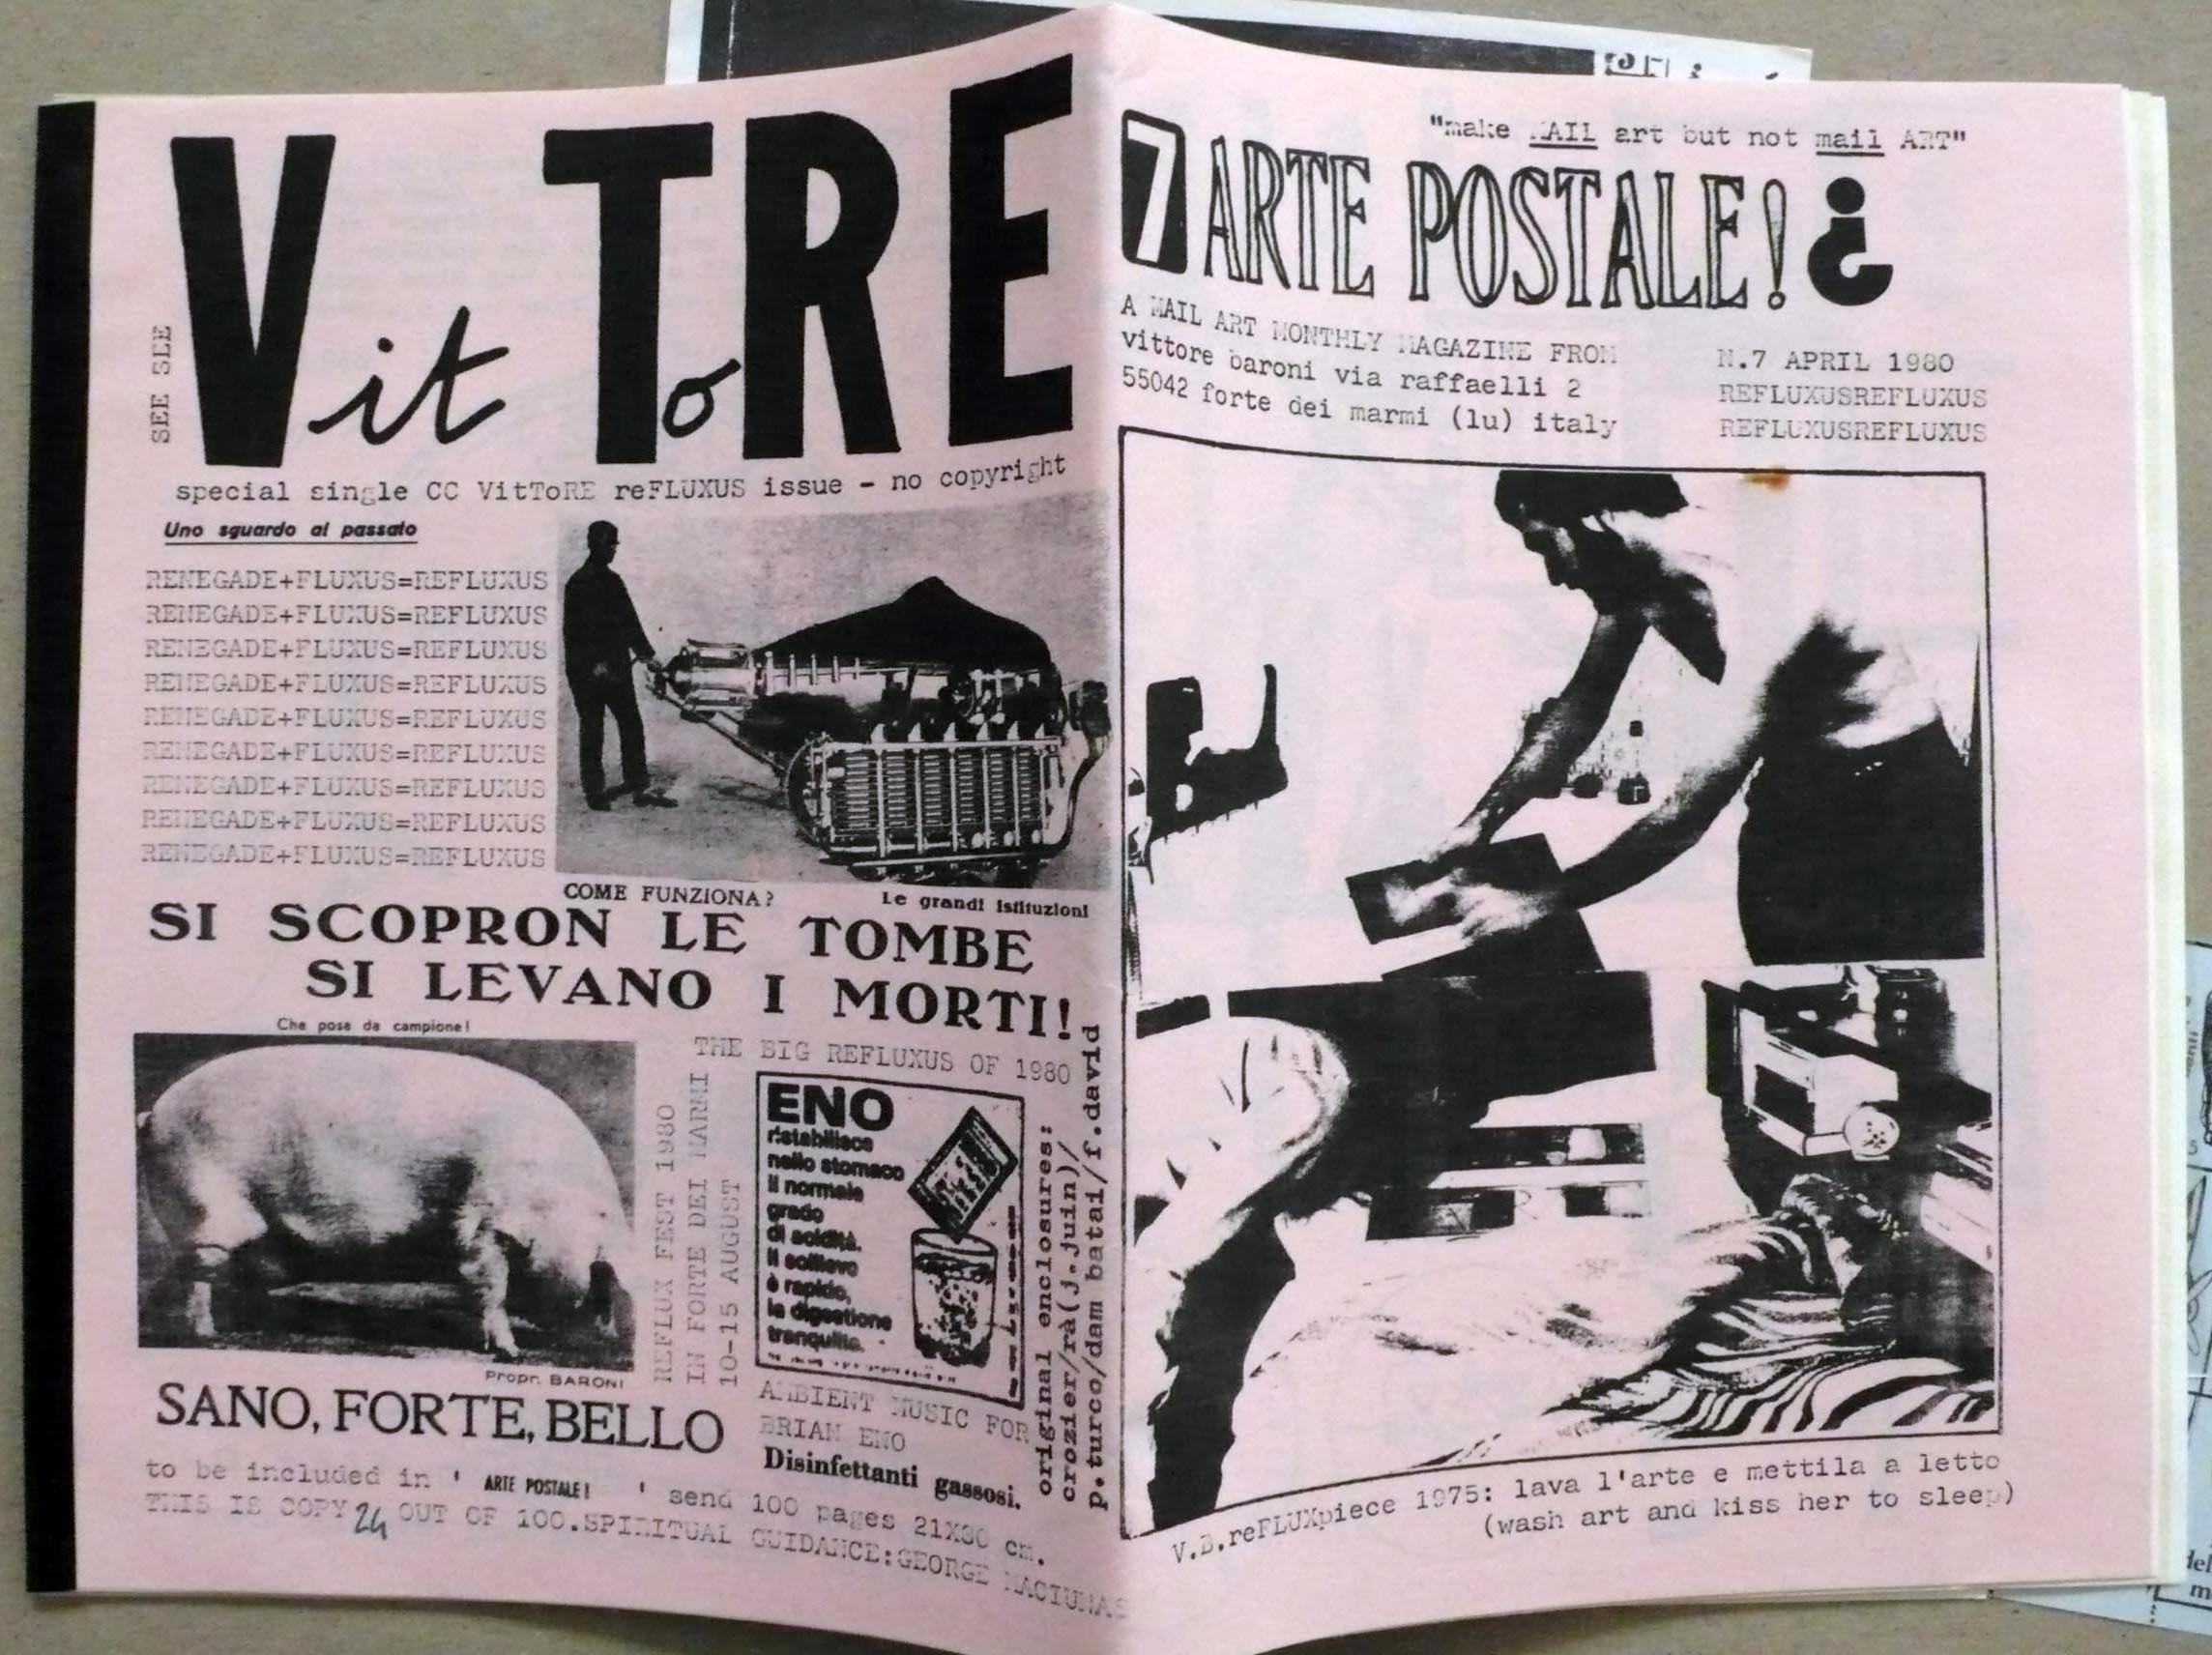 SEE SEE
VitToRE
special single CC VitToRE reFLUXUS issue - no copyright
Uno sguardo al passato
RENEGADE+FLUXUS=REFLUXUS
RENEGADE+FLUXUS=REFLUXUS
RENEGADE+FLUXUS=REFLUXUS
RENEGADE+FLUXUS=REFLUXUS
RENEGADE+FLUXUS=REFLUXUS
RENEGADE+FLUXUS=REFLUXUS
RENEGADE+FLUXUS=REFLUXUS
RENEGADE+FLUXUS=REFLUXUS
RENEGADE+FLUXUS=REFLUXUS
COME FUNZIONA?
Le grandi istituzioni
SI SCOPRON LE TOMBE
SI LEVANO I MORTI!
Che posa da campione!
Propr. BARONI
SANO, FORTE, BELLO
THE BIG REFLUXUS OF 1980
REFLUX FEST 1980
IN FORTE DEI MARMI
10-15 AUGUST
ENO
ristabilisce
nello stomaco
il normale
grado
di acidità.
Il sollievo
è rapido,
la digestione
tranquilla.
AMBIENT MUSIC FOR
BRIAN ENO
Disinfettanti gassosi.
original enclosures:
crozier/rà(j.juin)/
p.turco/dam batai/f.david
to be included in ' ARTE POSTALE! ' send 100 pages 21X30 cm.
THIS IS COPY 24 OUT OF 100.SPIRITUAL GUIDANCE:GEORGE MACIUNAS
"make MAIL art but not mail ART"
7 ARTE POSTALE! ¿
A MAIL ART MONTHLY MAGAZINE FROM
vittore baroni via raffaelli 2
55042 forte dei marmi (lu) italy
N.7 APRIL 1980
REFLUXUSREFLUXUS
REFLUXUSREFLUXUS
V.B.reFLUXpiece 1975: lava l'arte e mettila a letto
(wash art and kiss her to sleep)